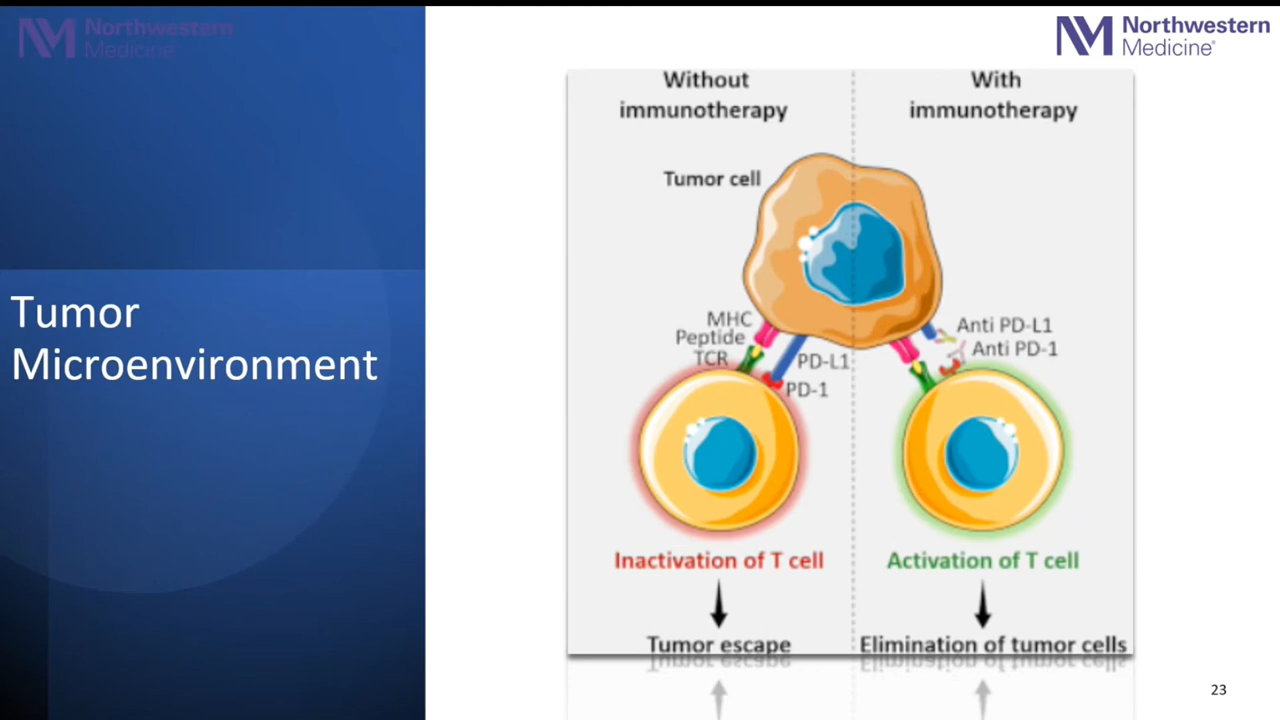 Northwestern
Medicine
Northwestern
Medicine®
Tumor
Microenvironment
Without
immunotherapy
With
immunotherapy
Tumor cell
MHC
Peptide
TCR
PD-L1
PD-1
Anti PD-L1
Anti PD-1
Inactivation of T cell
Activation of T cell
Tumor escape
Elimination of tumor cells
23